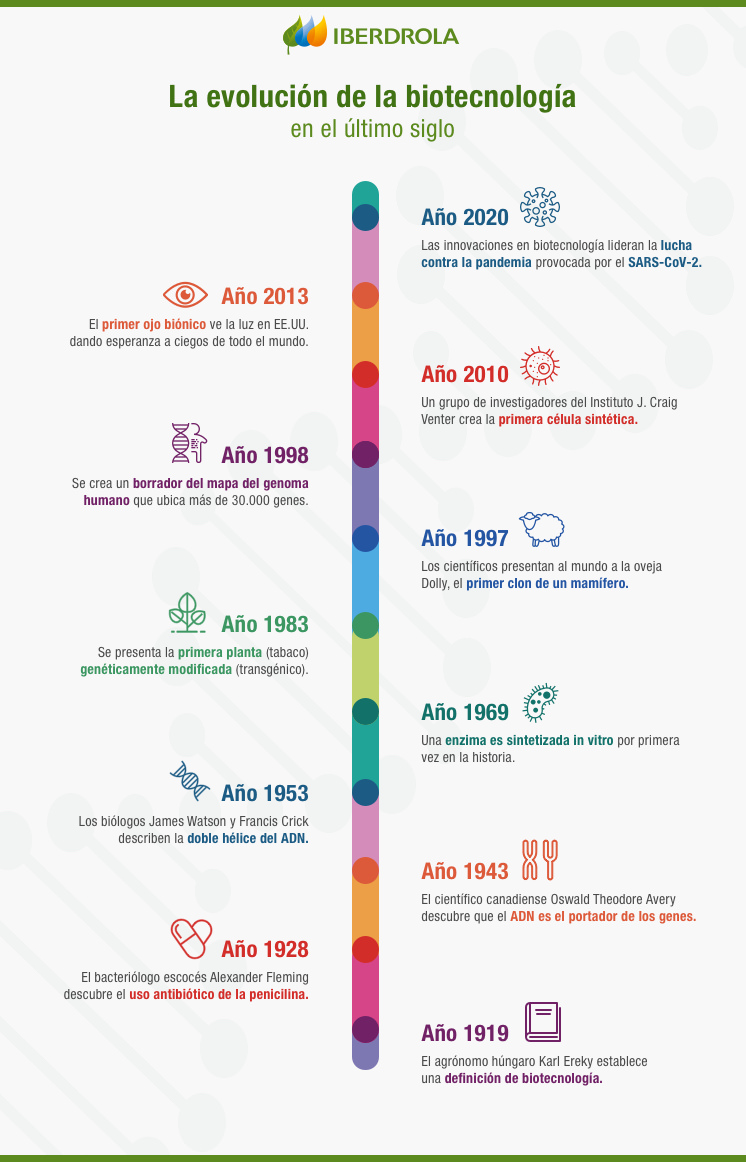 IBERDROLA
La evolución de la biotecnología
en el último siglo
Año 2020
Las innovaciones en biotecnología lideran la lucha
contra la pandemia provocada por el SARS-CoV-2.
Año 2013
El primer ojo biónico ve la luz en EE.UU.
dando esperanza a ciegos de todo el mundo.
Año 2010
Un grupo de investigadores del Instituto J. Craig
Venter crea la primera célula sintética.
Año 1998
Se crea un borrador del mapa del genoma
humano que ubica más de 30.000 genes.
Año 1997
Los científicos presentan al mundo a la oveja
Dolly, el primer clon de un mamífero.
Año 1983
Se presenta la primera planta (tabaco)
genéticamente modificada (transgénico).
Año 1969
Una enzima es sintetizada in vitro por primera
vez en la historia.
Año 1953
Los biólogos James Watson y Francis Crick
describen la doble hélice del ADN.
Año 1943
El científico canadiense Oswald Theodore Avery
descubre que el ADN es el portador de los genes.
Año 1928
El bacteriólogo escocés Alexander Fleming
descubre el uso antibiótico de la penicilina.
Año 1919
El agrónomo húngaro Karl Ereky establece
una definición de biotecnología.